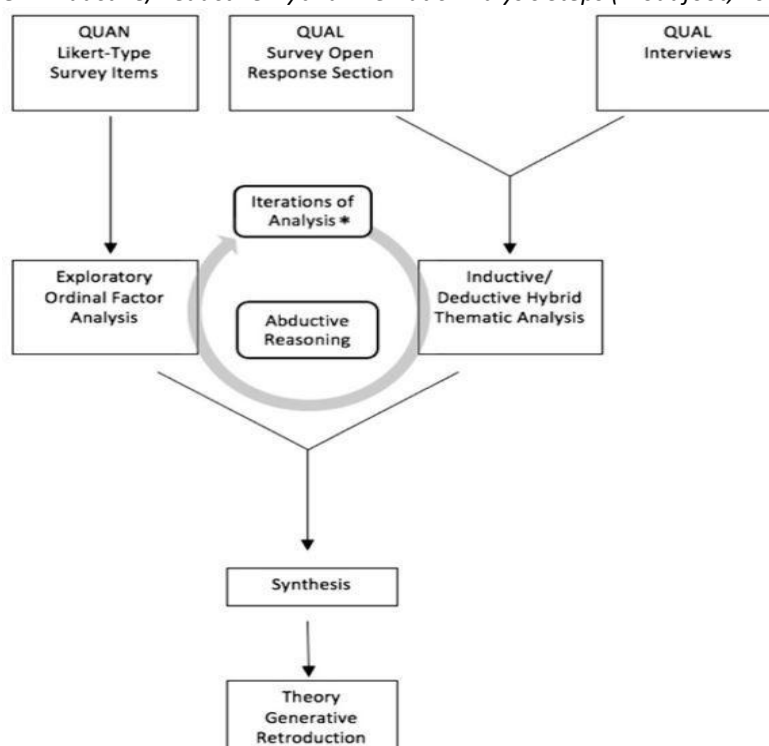 QUAN
Likert-Type
Survey Items
QUAL
Survey Open
Response Section
QUAL
Interviews
Iterations of
Analysis *
Exploratory
Ordinal Factor
Analysis
Abductive
Reasoning
Inductive/
Deductive Hybrid
Thematic Analysis
Synthesis
Theory
Generative
Retroduction